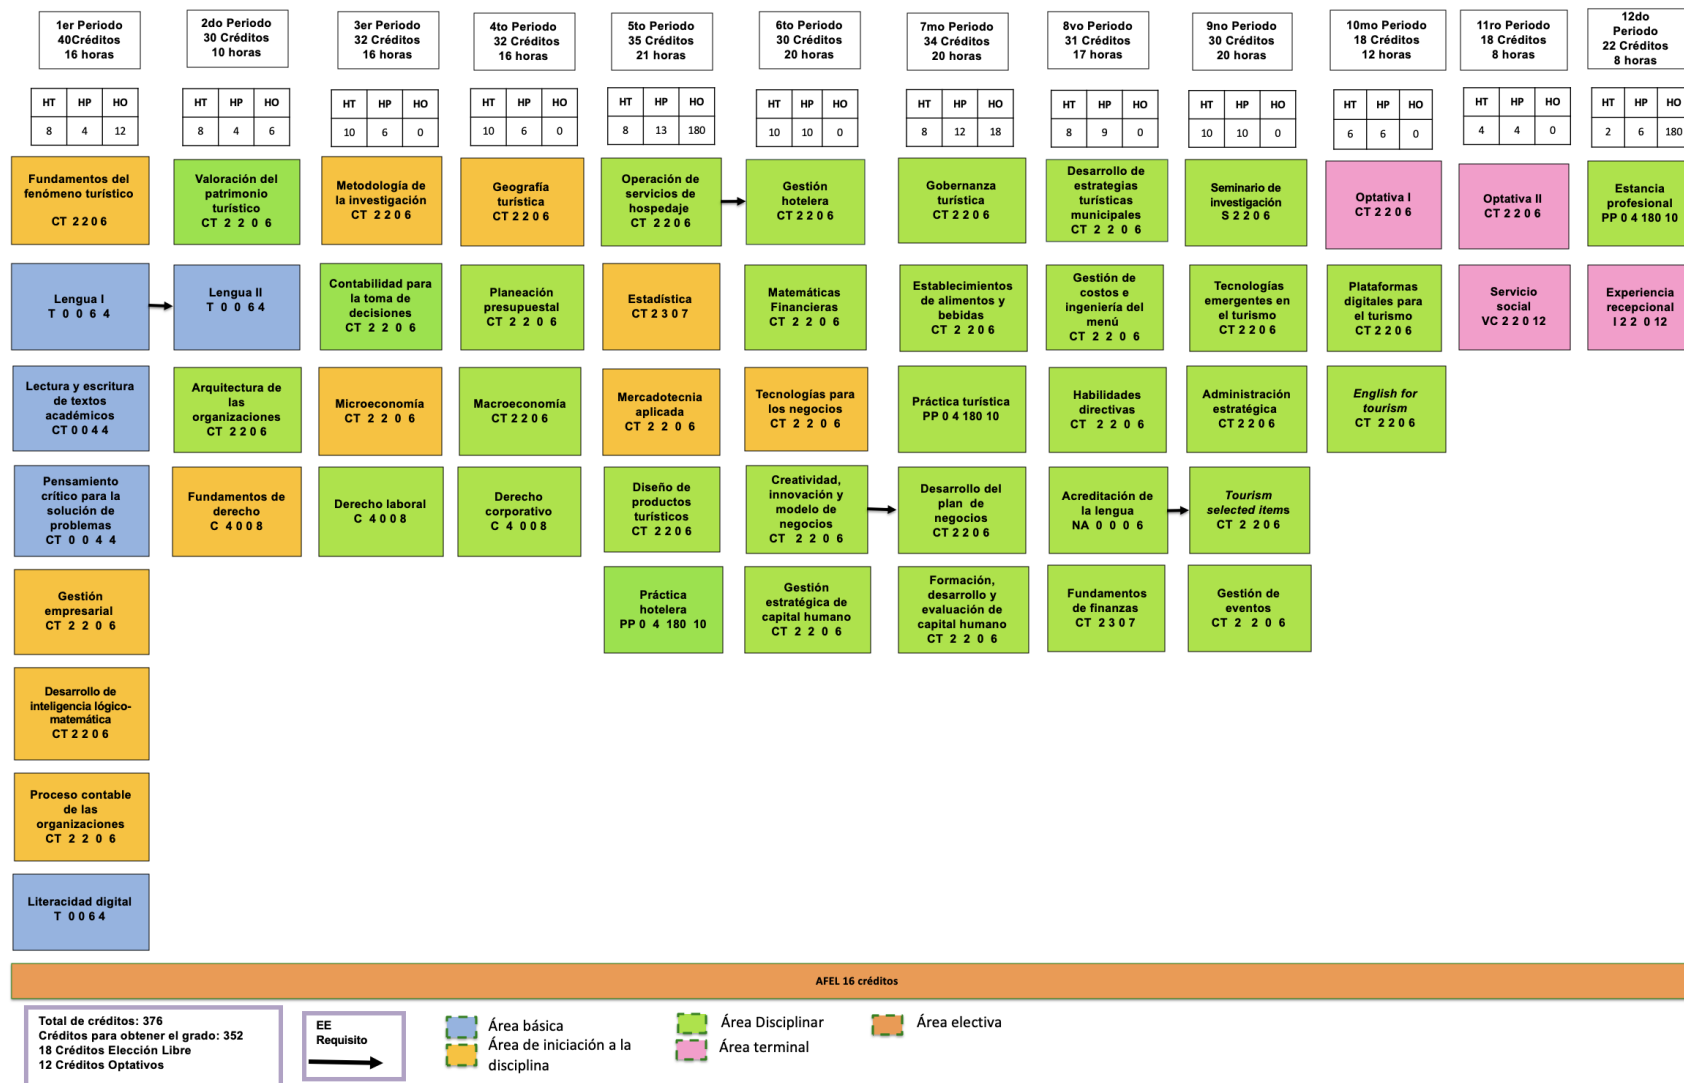 1er Periodo
40Créditos
16 horas
2do Periodo
30 Créditos
10 horas
3er Periodo
32 Créditos
16 horas
4to Periodo
32 Créditos
16 horas
5to Periodo
35 Créditos
21 horas
6to Periodo
30 Créditos
20 horas
7mo Periodo
34 Créditos
20 horas
8vo Periodo
31 Créditos
17 horas
9no Periodo
30 Créditos
20 horas
10mo Periodo
18 Créditos
12 horas
11ro Periodo
18 Créditos
8 horas
12do
Periodo
22 Créditos
8 horas
HT HP HO
8 4 12
HT HP HO
8 4 6
HT HP HO
10 6 0
HT HP HO
10 6 0
HT HP HO
8 13 180
HT HP HO
10 10 0
HT HP HO
8 12 18
HT HP HO
8 9 0
HT HP HO
10 10 0
HT HP HO
6 6 0
HT HP HO
4 4 0
HT HP HO
2 6 180
Fundamentos del
fenómeno turístico
CT 2 2 0 6
Valoración del
patrimonio
turístico
CT 2 2 0 6
Metodología de
la investigación
CT 2 2 0 6
Geografía
turística
CT 2 2 0 6
Operación de
servicios de
hospedaje
CT 2 2 0 6
Gestión
hotelera
CT 2 2 0 6
Gobernanza
turística
CT 2 2 0 6
Desarrollo de
estrategias
turísticas
municipales
CT 2 2 0 6
Seminario de
investigación
S 2 2 0 6
Optativa I
CT 2 2 0 6
Optativa II
CT 2 2 0 6
Estancia
profesional
PP 0 4 180 10
Lengua I
T 0 0 6 4
Lengua II
T 0 0 6 4
Contabilidad para
la toma de
decisiones
CT 2 2 0 6
Planeación
presupuestal
CT 2 2 0 6
Estadística
CT 2 3 0 7
Matemáticas
Financieras
CT 2 2 0 6
Establecimientos
de alimentos y
bebidas
CT 2 2 0 6
Gestión de
costos e
ingeniería del
menú
CT 2 2 0 6
Tecnologías
emergentes en
el turismo
CT 2 2 0 6
Plataformas
digitales para
el turismo
CT 2 2 0 6
Servicio
social
VC 2 2 0 12
Experiencia
recepcional
I 2 2 0 12
Lectura y escritura
de textos
académicos
CT 0 0 4 4
Arquitectura de
las
organizaciones
CT 2 2 0 6
Microeconomía
CT 2 2 0 6
Macroeconomía
CT 2 2 0 6
Mercadotecnia
aplicada
CT 2 2 0 6
Tecnologías para
los negocios
CT 2 2 0 6
Práctica turística
PP 0 4 180 10
Habilidades
directivas
CT 2 2 0 6
Administración
estratégica
CT 2 2 0 6
English for
tourism
CT 2 2 0 6
Pensamiento
crítico para la
solución de
problemas
CT 0 0 4 4
Fundamentos de
derecho
C 4 0 0 8
Derecho laboral
C 4 0 0 8
Derecho
corporativo
C 4 0 0 8
Diseño de
productos
turísticos
CT 2 2 0 6
Creatividad,
innovación y
modelo de
negocios
CT 2 2 0 6
Desarrollo del
plan de
negocios
CT 2 2 0 6
Acreditación de
la lengua
NA 0 0 0 6
Tourism
selected items
CT 2 2 0 6
Gestión
empresarial
CT 2 2 0 6
Práctica
hotelera
PP 0 4 180 10
Gestión
estratégica de
capital humano
CT 2 2 0 6
Formación,
desarrollo y
evaluación de
capital humano
CT 2 2 0 6
Fundamentos
de finanzas
CT 2 3 0 7
Gestión de
eventos
CT 2 2 0 6
Desarrollo de
inteligencia lógico-
matemática
CT 2 2 0 6
Proceso contable
de las
organizaciones
CT 2 2 0 6
Literacidad digital
T 0 0 6 4
AFEL 16 créditos
Total de créditos: 376
Créditos para obtener el grado: 352
18 Créditos Elección Libre
12 Créditos Optativos
EE
Requisito
Área básica
Área de iniciación a la
disciplina
Área Disciplinar
Área terminal
Área electiva